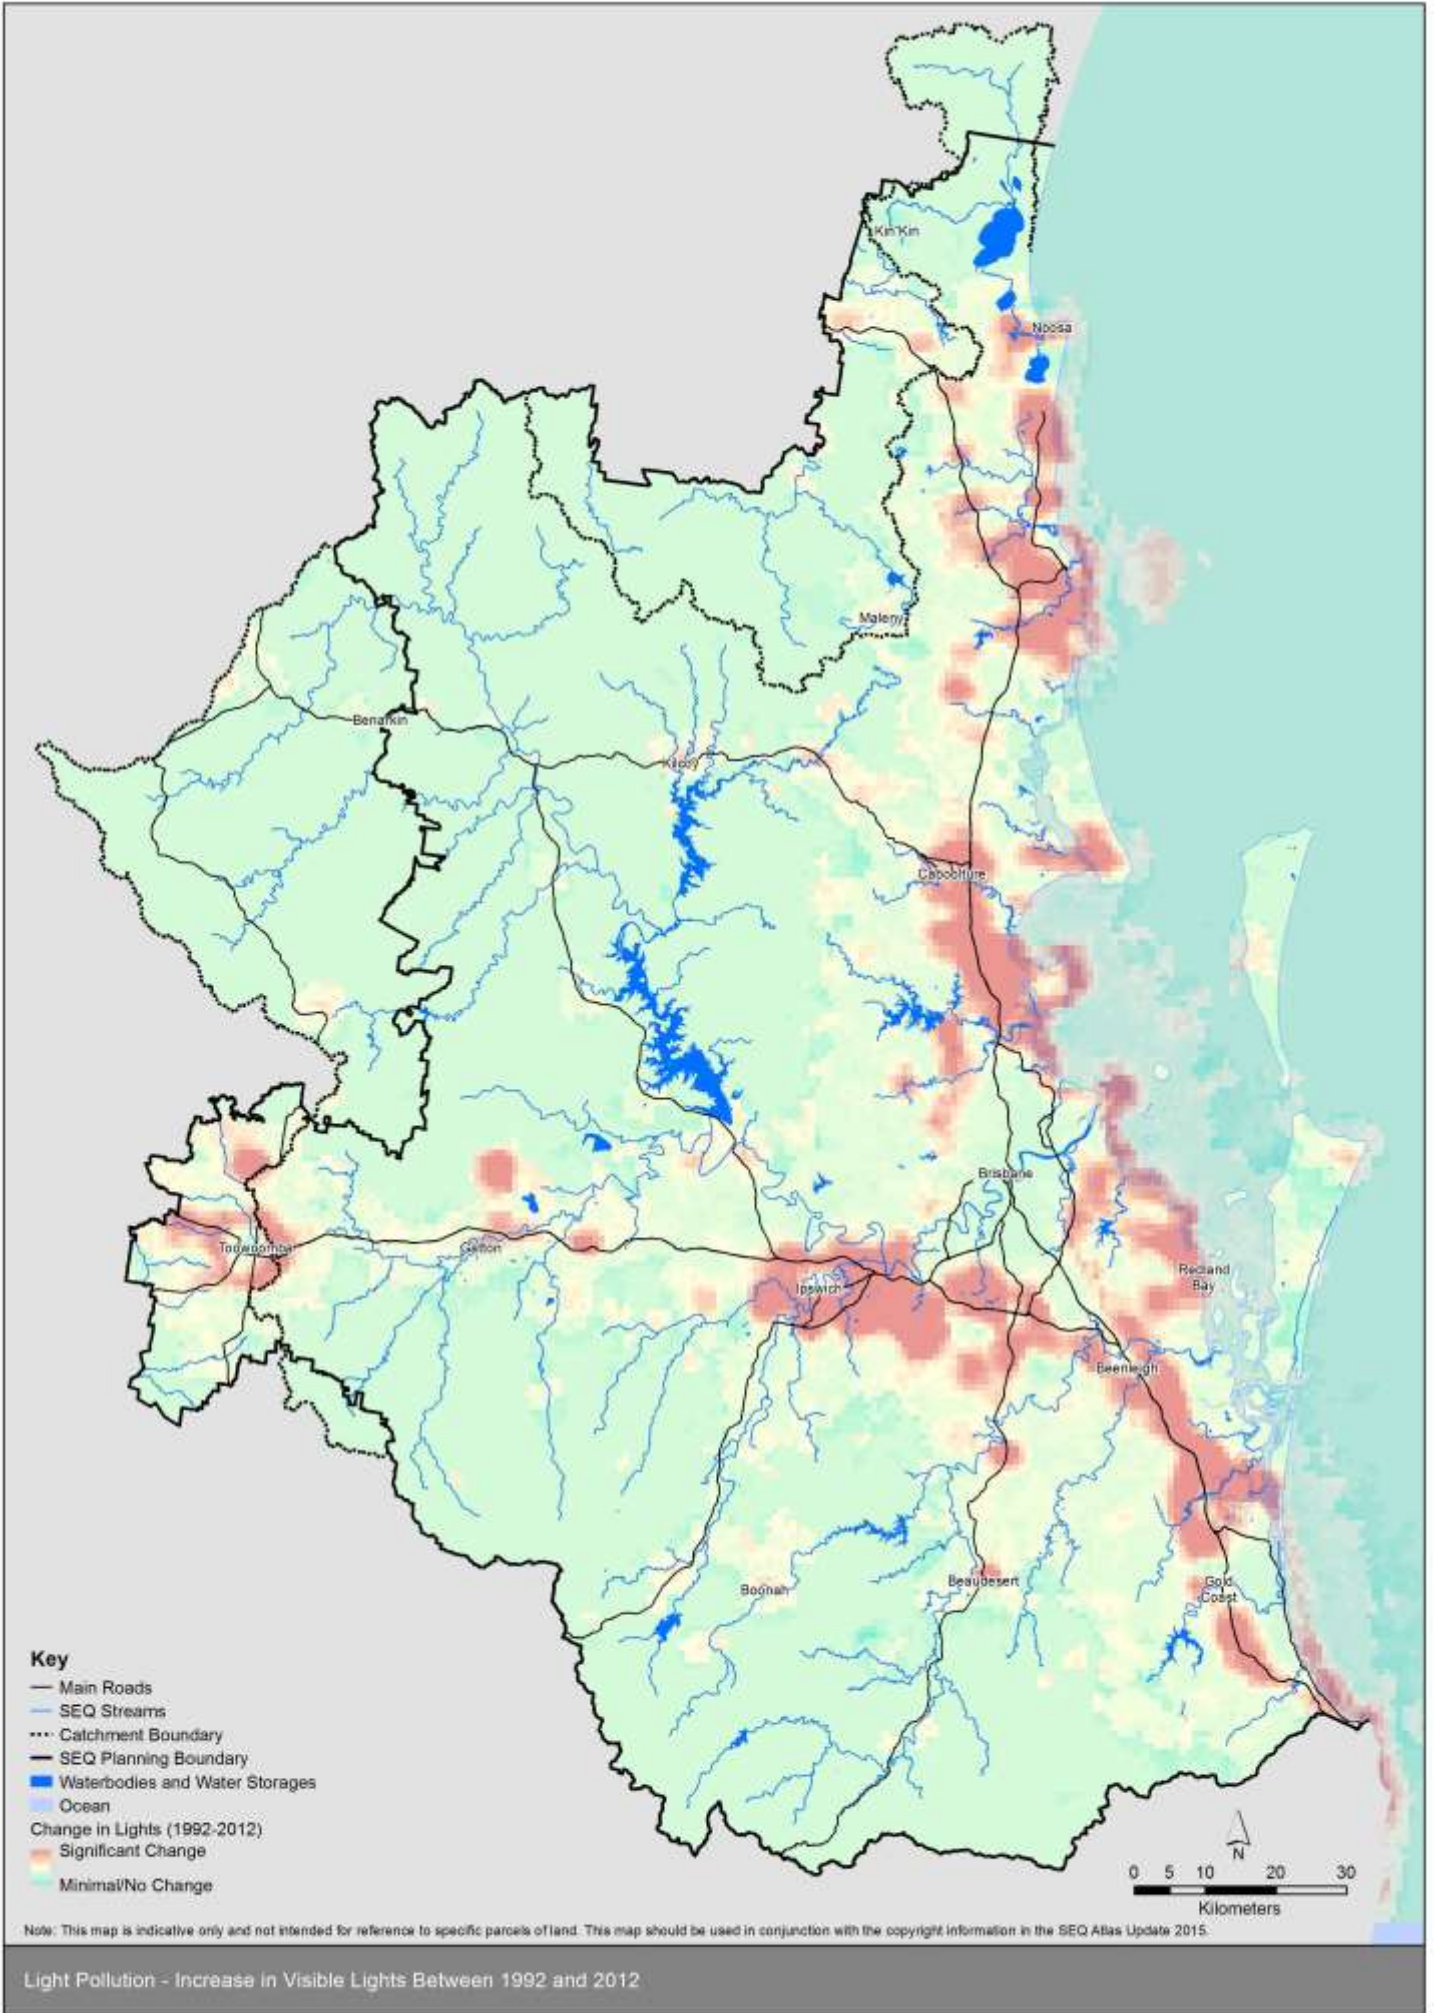 Kin Kin
Noosa
Maleny
Benarkin
Kilcoy
Caboolture
Brisbane
Toowoomba
Gatton
Redland
Bay
Ipswich
Beenleigh
Boonah
Beaudesert
Gold
Coast
Key
Main Roads
SEQ Streams
Catchment Boundary
SEQ Planning Boundary
Waterbodies and Water Storages
Ocean
Change in Lights (1992-2012)
Significant Change
Minimal/No Change
N
0 5 10 20 30
Kilometers
Note: This map is indicative only and not intended for reference to specific parcels of land. This map should be used in conjunction with the copyright information in the SEQ Atlas Update 2015.
Light Pollution - Increase in Visible Lights Between 1992 and 2012